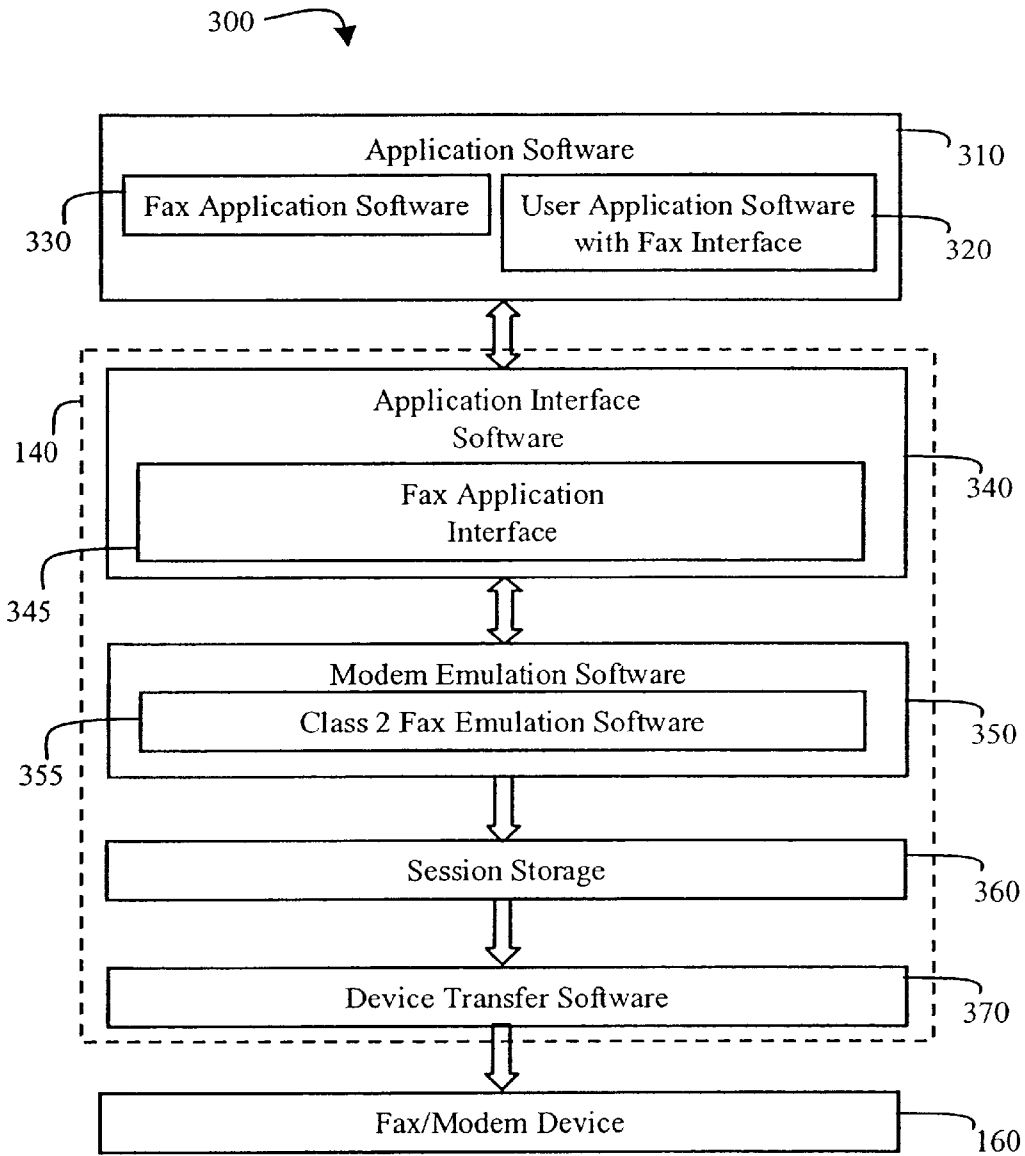 300
Application Software
310
Fax Application Software
330
User Application Software
with Fax Interface
320
140
Application Interface
Software
340
Fax Application
Interface
345
Modem Emulation Software
350
Class 2 Fax Emulation Software
355
Session Storage
360
Device Transfer Software
370
Fax/Modem Device
160